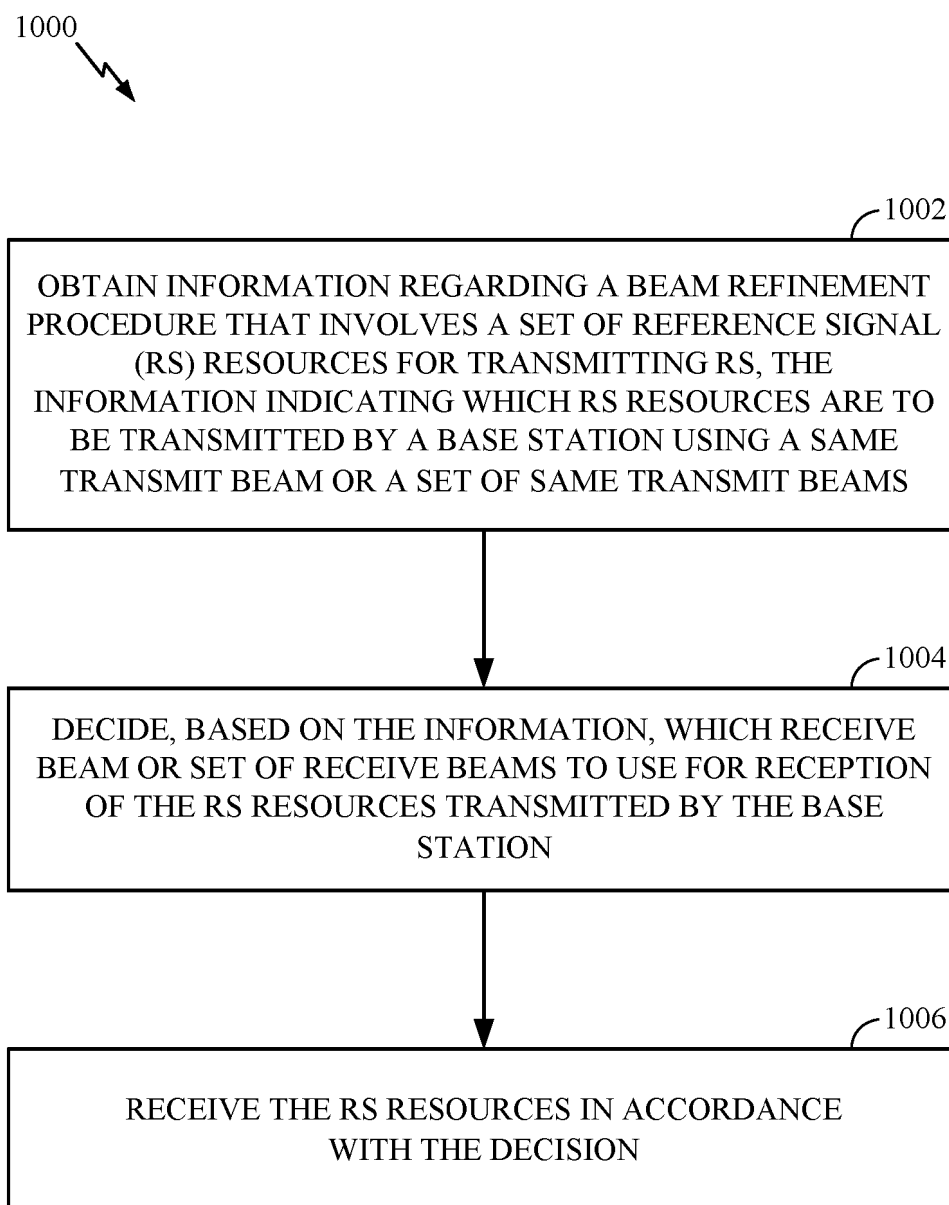 1000
1002
OBTAIN INFORMATION REGARDING A BEAM REFINEMENT
PROCEDURE THAT INVOLVES A SET OF REFERENCE SIGNAL
(RS) RESOURCES FOR TRANSMITTING RS, THE
INFORMATION INDICATING WHICH RS RESOURCES ARE TO
BE TRANSMITTED BY A BASE STATION USING A SAME
TRANSMIT BEAM OR A SET OF SAME TRANSMIT BEAMS
1004
DECIDE, BASED ON THE INFORMATION, WHICH RECEIVE
BEAM OR SET OF RECEIVE BEAMS TO USE FOR RECEPTION
OF THE RS RESOURCES TRANSMITTED BY THE BASE
STATION
1006
RECEIVE THE RS RESOURCES IN ACCORDANCE
WITH THE DECISION